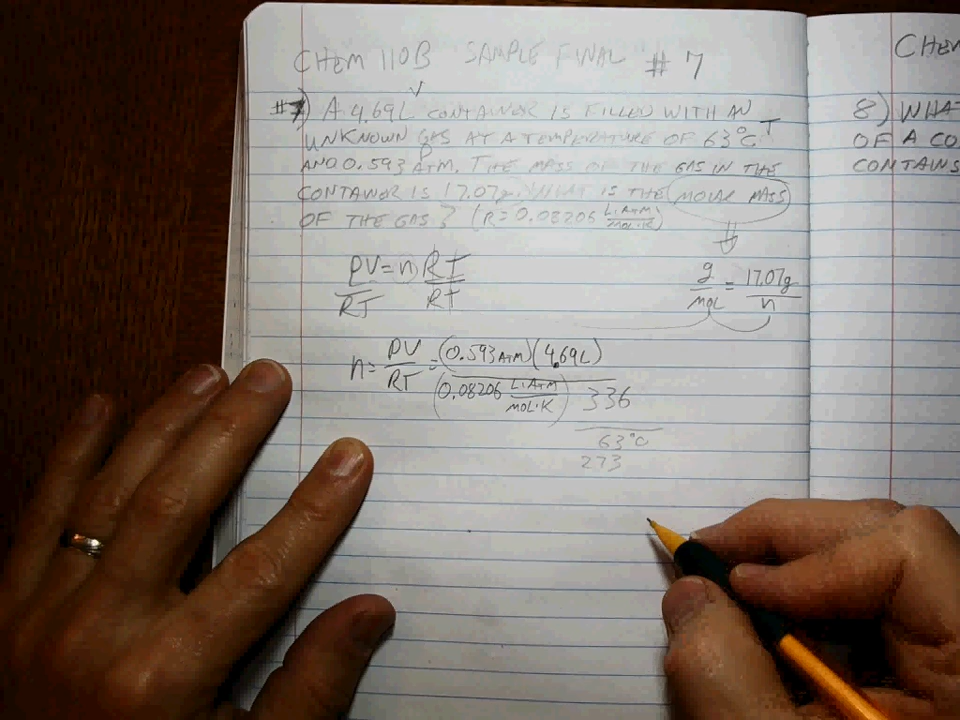 CHEM 110B SAMPLE FINAL # 7
#7) A 4.69L CONTAINER IS FILLED WITH AN
V
UNKNOWN GAS AT A TEMPERATURE OF 63°C T
AND 0.593 ATM. THE MASS OF THE GAS IN THE
P
CONTAINER IS 17.07g. WHAT IS THE (MOLAR MASS)
OF THE GAS? (R=0.08206 L·ATM/MOL·K)
PV = nRT
RT RT
g/MOL = 17.07g/n
n = PV/RT = (0.593 ATM)(4.69L)
(0.08206 L·ATM/MOL·K) 336
63°C
273
CHEM
8) WHAT
OF A CO
CONTAINS